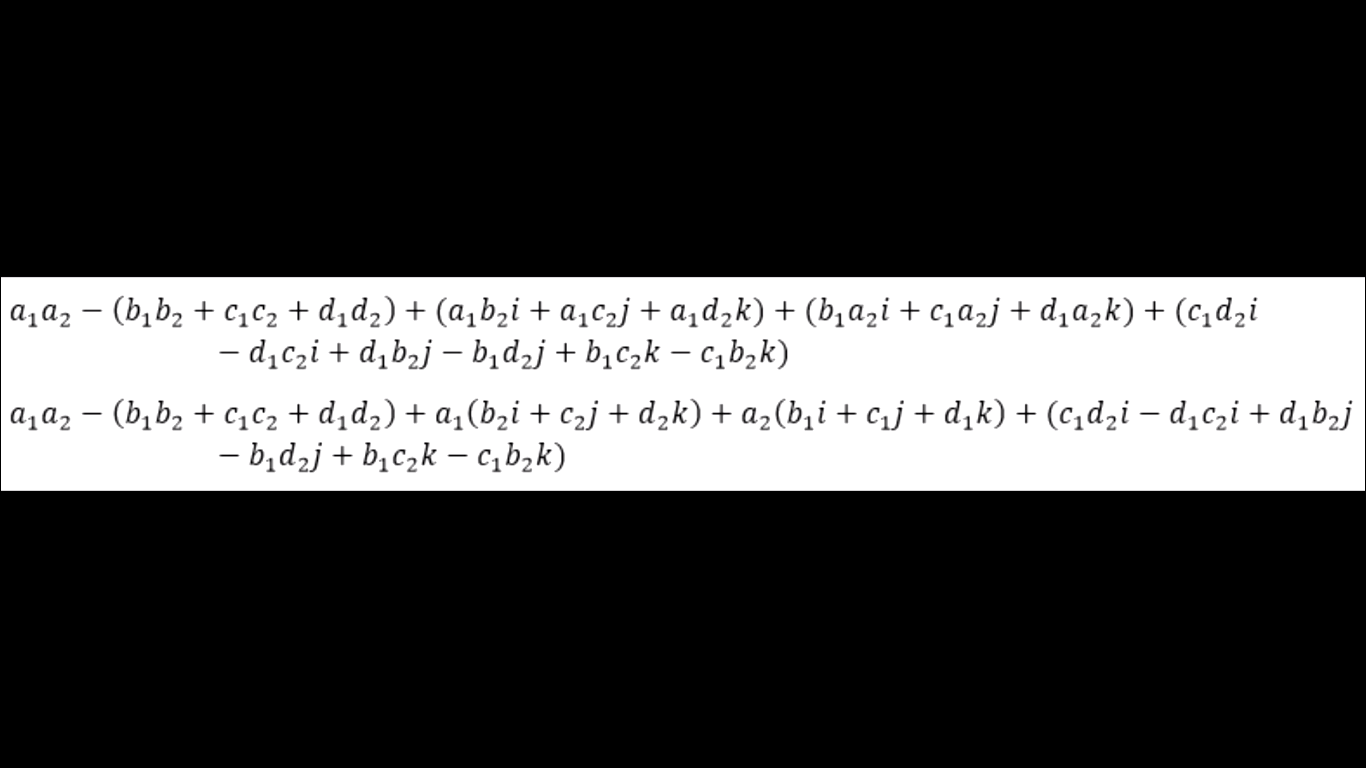 a₁a₂ − (b₁b₂ + c₁c₂ + d₁d₂) + (a₁b₂i + a₁c₂j + a₁d₂k) + (b₁a₂i + c₁a₂j + d₁a₂k) + (c₁d₂i
− d₁c₂i + d₁b₂j − b₁d₂j + b₁c₂k − c₁b₂k)
a₁a₂ − (b₁b₂ + c₁c₂ + d₁d₂) + a₁(b₂i + c₂j + d₂k) + a₂(b₁i + c₁j + d₁k) + (c₁d₂i − d₁c₂i + d₁b₂j
− b₁d₂j + b₁c₂k − c₁b₂k)